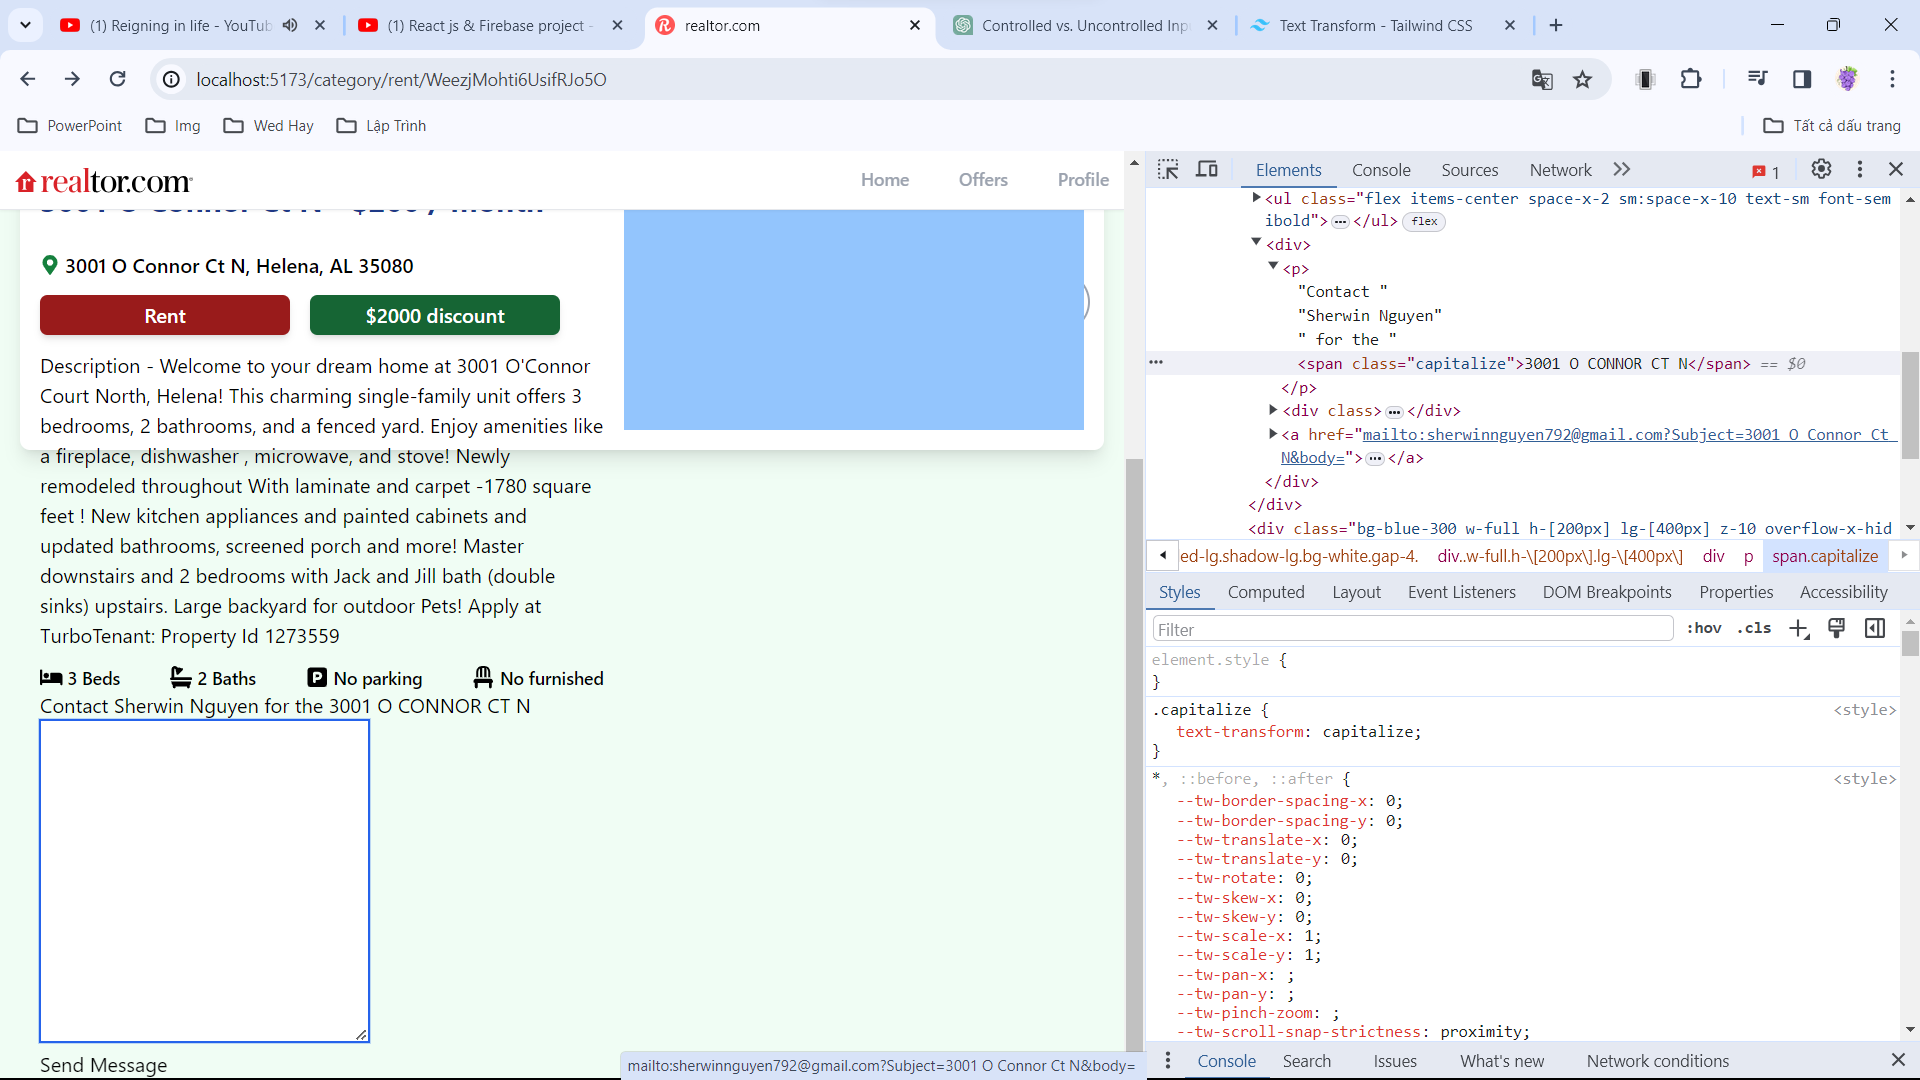 (1) Reigning in life - YouTub
(1) React js & Firebase project -
realtor.com
Controlled vs. Uncontrolled Inp
Text Transform - Tailwind CSS
localhost:5173/category/rent/WeezjMohti6UsifRJo5O
PowerPoint
Img
Wed Hay
Lập Trình
Tất cả dấu trang
realtor.com
Home
Offers
Profile
3001 O Connor Ct N - $200 / month
3001 O Connor Ct N, Helena, AL 35080
Rent
$2000 discount
Description - Welcome to your dream home at 3001 O'Connor
Court North, Helena! This charming single-family unit offers 3
bedrooms, 2 bathrooms, and a fenced yard. Enjoy amenities like
a fireplace, dishwasher , microwave, and stove! Newly
remodeled throughout With laminate and carpet -1780 square
feet ! New kitchen appliances and painted cabinets and
updated bathrooms, screened porch and more! Master
downstairs and 2 bedrooms with Jack and Jill bath (double
sinks) upstairs. Large backyard for outdoor Pets! Apply at
TurboTenant: Property Id 1273559
3 Beds
2 Baths
No parking
No furnished
Contact Sherwin Nguyen for the 3001 O CONNOR CT N
Send Message
mailto:sherwinnguyen792@gmail.com?Subject=3001 O Connor Ct N&body=
Elements
Console
Sources
Network
1
<ul class="flex items-center space-x-2 sm:space-x-10 text-sm font-sem
ibold"> </ul> flex
<div>
<p>
"Contact "
"Sherwin Nguyen"
" for the "
<span class="capitalize">3001 O CONNOR CT N</span> == $0
</p>
<div class> </div>
<a href="mailto:sherwinnguyen792@gmail.com?Subject=3001 O Connor Ct
N&body="> </a>
</div>
</div>
<div class="bg-blue-300 w-full h-[200px] lg-[400px] z-10 overflow-x-hid
ed-lg.shadow-lg.bg-white.gap-4.
div..w-full.h-\[200px\].lg-\[400px\]
div
p
span.capitalize
Styles
Computed
Layout
Event Listeners
DOM Breakpoints
Properties
Accessibility
Filter
:hov
.cls
element.style {
}
.capitalize {
<style>
text-transform: capitalize;
}
*, ::before, ::after {
<style>
--tw-border-spacing-x: 0;
--tw-border-spacing-y: 0;
--tw-translate-x: 0;
--tw-translate-y: 0;
--tw-rotate: 0;
--tw-skew-x: 0;
--tw-skew-y: 0;
--tw-scale-x: 1;
--tw-scale-y: 1;
--tw-pan-x: ;
--tw-pan-y: ;
--tw-pinch-zoom: ;
--tw-scroll-snap-strictness: proximity;
Console
Search
Issues
What's new
Network conditions